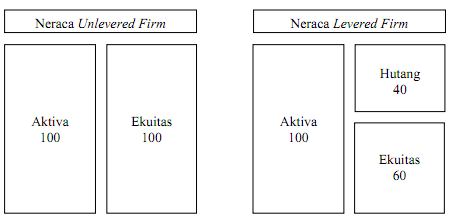 Neraca Unlevered Firm
Aktiva
100
Ekuitas
100
Neraca Levered Firm
Aktiva
100
Hutang
40
Ekuitas
60